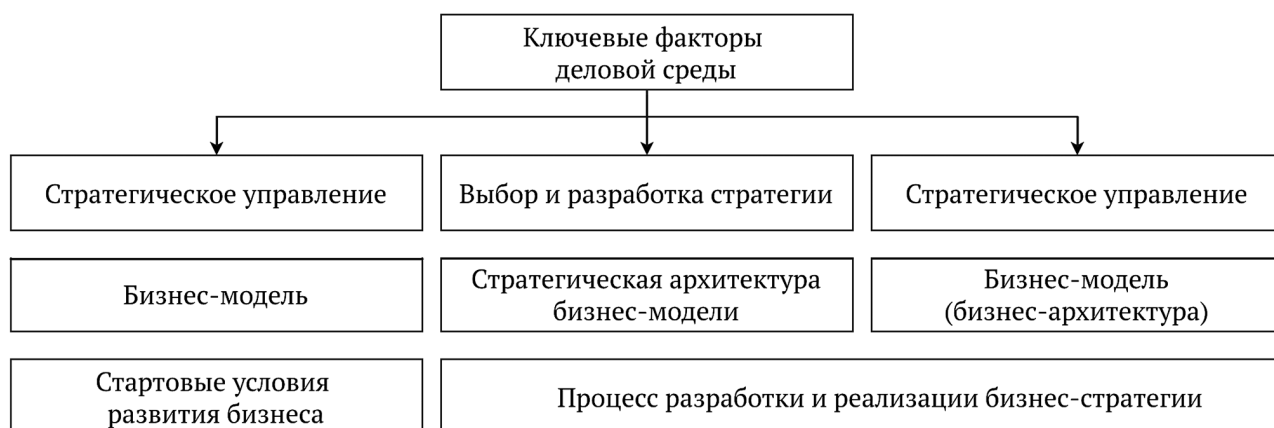 Ключевые факторы
деловой среды
Стратегическое управление
Выбор и разработка стратегии
Стратегическое управление
Бизнес-модель
Стратегическая архитектура
бизнес-модели
Бизнес-модель
(бизнес-архитектура)
Стартовые условия
развития бизнеса
Процесс разработки и реализации бизнес-стратегии